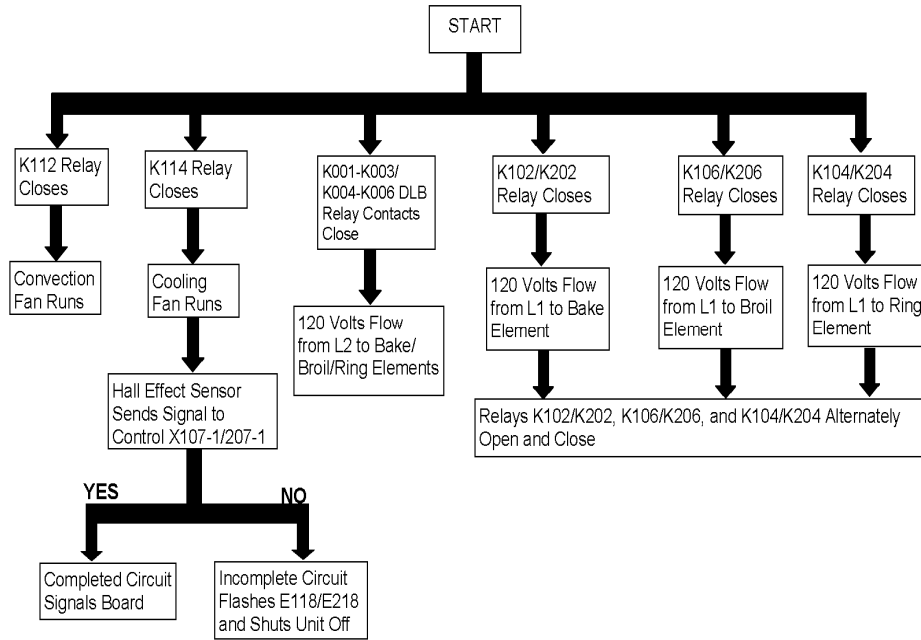 START
K112 Relay
Closes
Convection
Fan Runs
K114 Relay
Closes
Cooling
Fan Runs
Hall Effect Sensor
Sends Signal to
Control X107-1/207-1
YES
NO
Completed Circuit
Signals Board
Incomplete Circuit
Flashes E118/E218
and Shuts Unit Off
K001-K003/
K004-K006 DLB
Relay Contacts
Close
120 Volts Flow
from L2 to Bake/
Broil/Ring Elements
K102/K202
Relay Closes
120 Volts Flow
from L1 to Bake
Element
K106/K206
Relay Closes
120 Volts Flow
from L1 to Broil
Element
K104/K204
Relay Closes
120 Volts Flow
from L1 to Ring
Element
Relays K102/K202, K106/K206, and K104/K204 Alternately
Open and Close